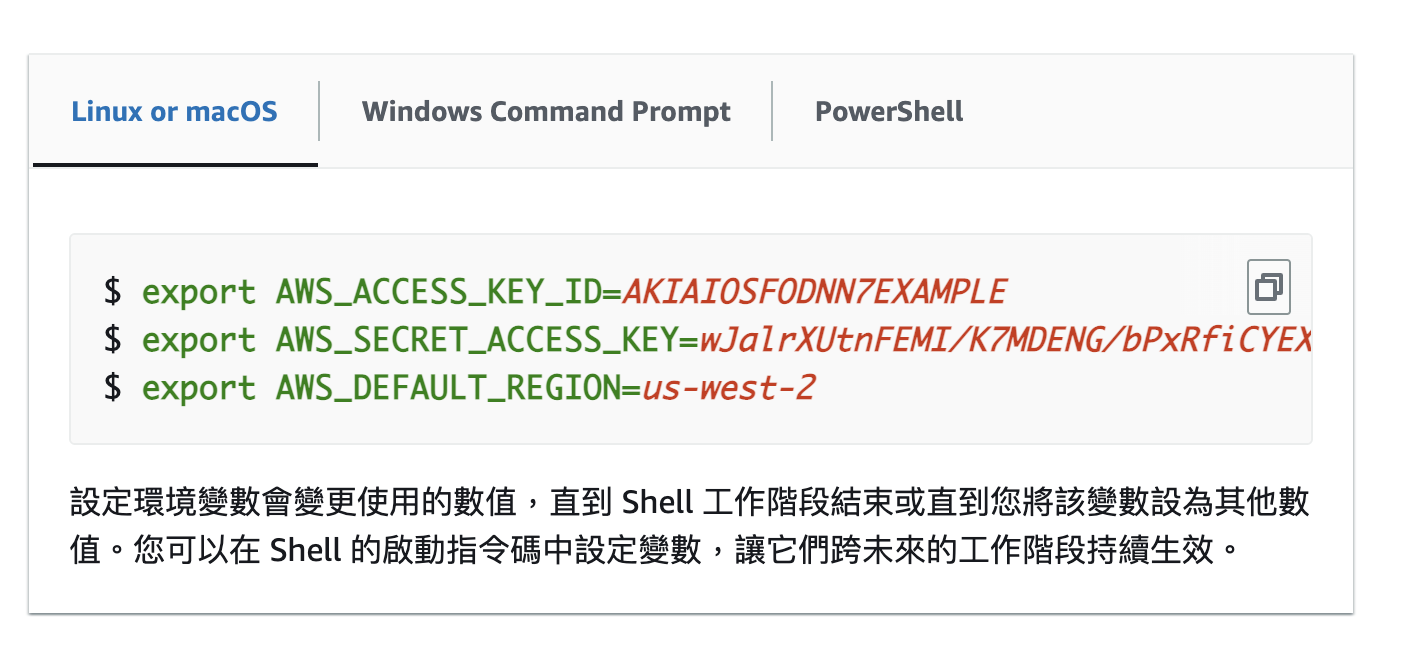 Linux or macOS
Windows Command Prompt
PowerShell
$ export AWS_ACCESS_KEY_ID=AKIAIOSFODNN7EXAMPLE
$ export AWS_SECRET_ACCESS_KEY=wJalrXUtnFEMI/K7MDENG/bPxRfiCYEX
$ export AWS_DEFAULT_REGION=us-west-2
設定環境變數會變更使用的數值，直到 Shell 工作階段結束或直到您將該變數設為其他數
值。您可以在 Shell 的啟動指令碼中設定變數，讓它們跨未來的工作階段持續生效。